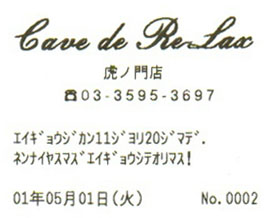 Cave de Re-Lax
虎ノ門店
☎03-3595-3697
ｴｲｷﾞｮｳｼﾞｶﾝ11ｼﾞﾖﾘ20ｼﾞﾏﾃﾞ.
ﾈﾝﾅｲﾔｽﾏｽﾞｴｲｷﾞｮｳｼﾃｵﾘﾏｽ!
01年05月01日(火)
No.0002